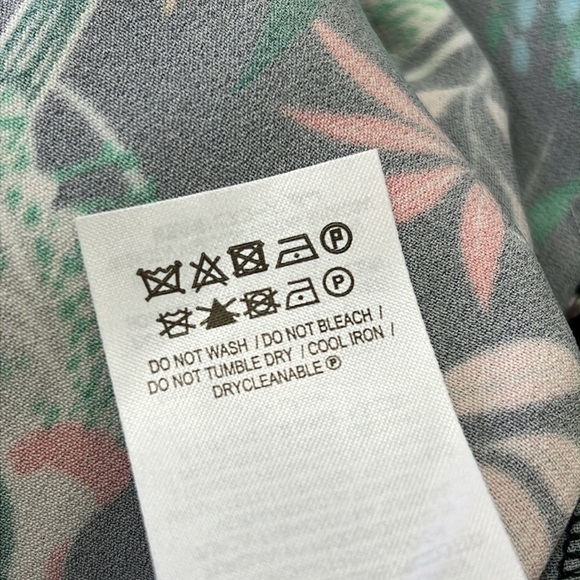 P
P
DO NOT WASH / DO NOT BLEACH /
DO NOT TUMBLE DRY / COOL IRON /
DRYCLEANABLE Ⓟ